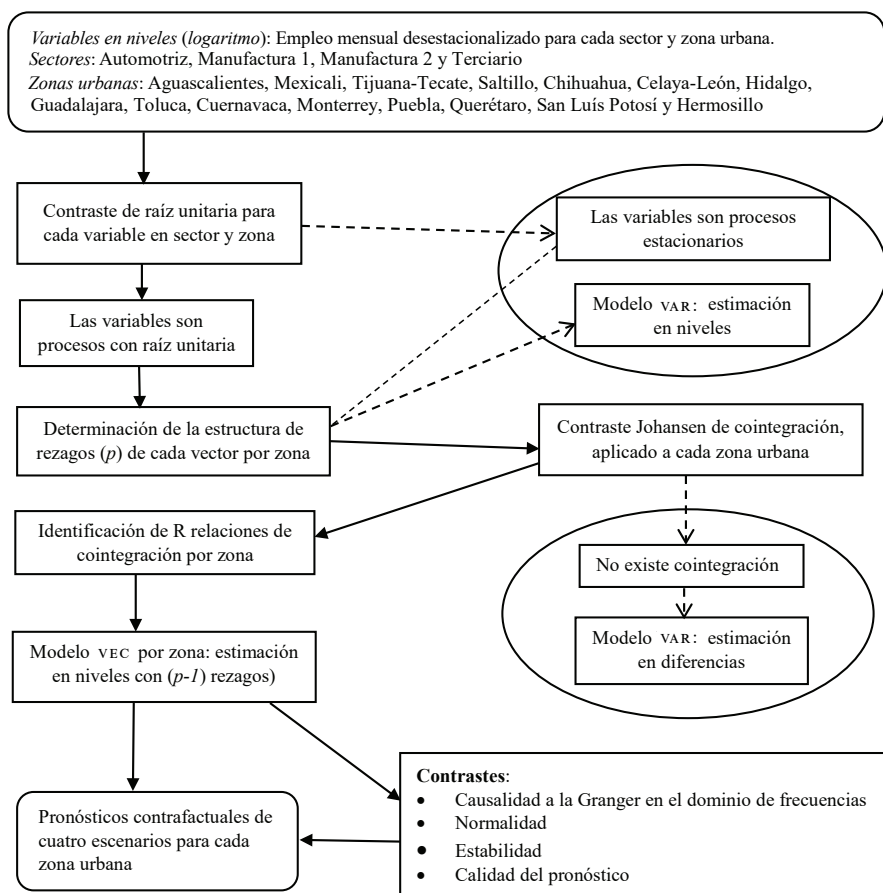 Variables en niveles (logaritmo): Empleo mensual desestacionalizado para cada sector y zona urbana.
Sectores: Automotriz, Manufactura 1, Manufactura 2 y Terciario
Zonas urbanas: Aguascalientes, Mexicali, Tijuana-Tecate, Saltillo, Chihuahua, Celaya-León, Hidalgo,
Guadalajara, Toluca, Cuernavaca, Monterrey, Puebla, Querétaro, San Luís Potosí y Hermosillo
Contraste de raíz unitaria para
cada variable en sector y zona
Las variables son procesos
estacionarios
Las variables son
procesos con raíz unitaria
Modelo VAR: estimación
en niveles
Determinación de la estructura de
rezagos (p) de cada vector por zona
Contraste Johansen de cointegración,
aplicado a cada zona urbana
Identificación de R relaciones de
cointegración por zona
No existe cointegración
Modelo VAR: estimación
en diferencias
Modelo VEC por zona: estimación
en niveles con (p-1) rezagos)
Pronósticos contrafactuales de
cuatro escenarios para cada
zona urbana
Contrastes:
• Causalidad a la Granger en el dominio de frecuencias
• Normalidad
• Estabilidad
• Calidad del pronóstico